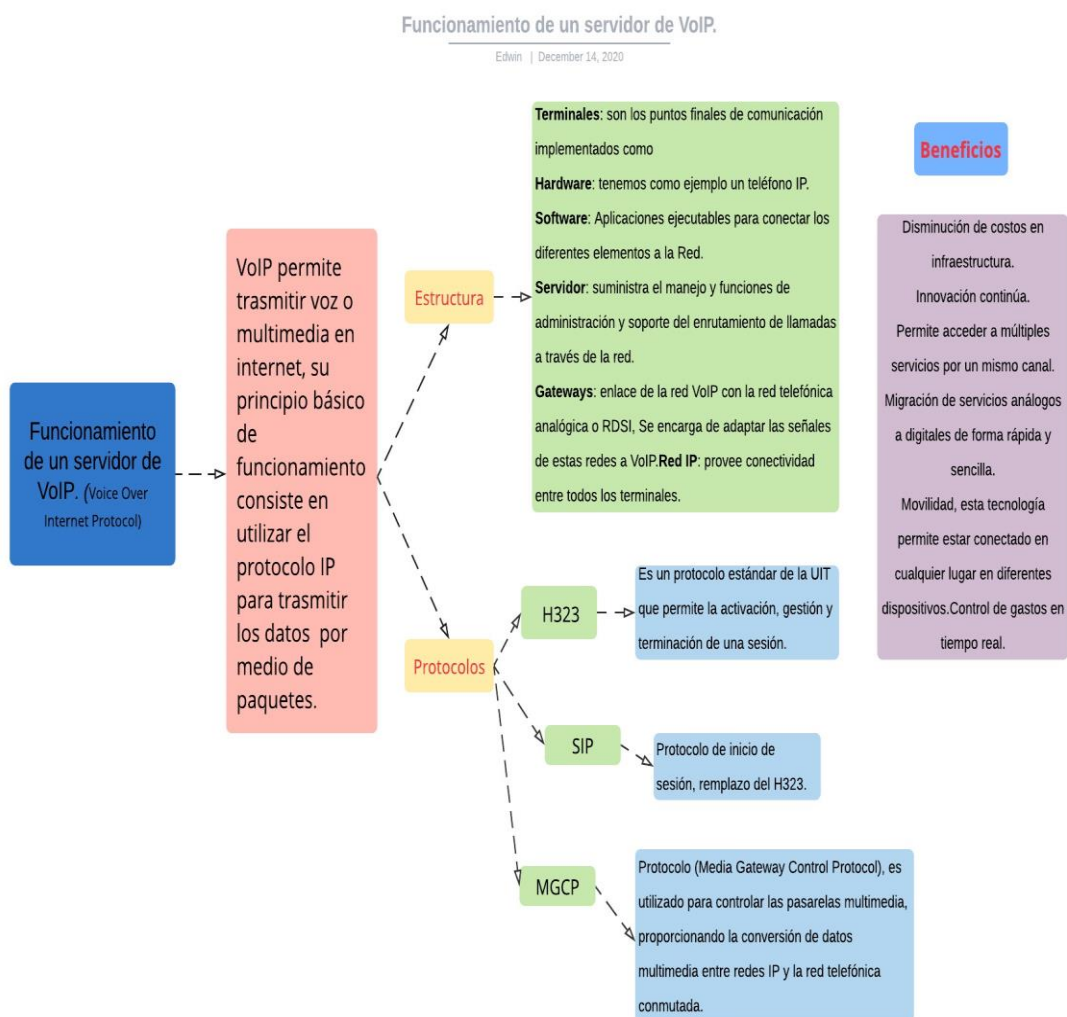 Funcionamiento de un servidor de VoIP.
Edwin | December 14, 2020
Funcionamiento
de un servidor de
VoIP. (Voice Over
Internet Protocol)
VoIP permite
trasmitir voz o
multimedia en
internet, su
principio básico
de
funcionamiento
consiste en
utilizar el
protocolo IP
para trasmitir
los datos por
medio de
paquetes.
Estructura
Terminales: son los puntos finales de comunicación
implementados como
Hardware: tenemos como ejemplo un teléfono IP.
Software: Aplicaciones ejecutables para conectar los
diferentes elementos a la Red.
Servidor: suministra el manejo y funciones de
administración y soporte del enrutamiento de llamadas
a través de la red.
Gateways: enlace de la red VoIP con la red telefónica
analógica o RDSI, Se encarga de adaptar las señales
de estas redes a VoIP.Red IP: provee conectividad
entre todos los terminales.
Protocolos
H323
Es un protocolo estándar de la UIT
que permite la activación, gestión y
terminación de una sesión.
SIP
Protocolo de inicio de
sesión, remplazo del H323.
MGCP
Protocolo (Media Gateway Control Protocol), es
utilizado para controlar las pasarelas multimedia,
proporcionando la conversión de datos
multimedia entre redes IP y la red telefónica
conmutada.
Beneficios
Disminución de costos en
infraestructura.
Innovación continúa.
Permite acceder a múltiples
servicios por un mismo canal.
Migración de servicios análogos
a digitales de forma rápida y
sencilla.
Movilidad, esta tecnología
permite estar conectado en
cualquier lugar en diferentes
dispositivos.Control de gastos en
tiempo real.